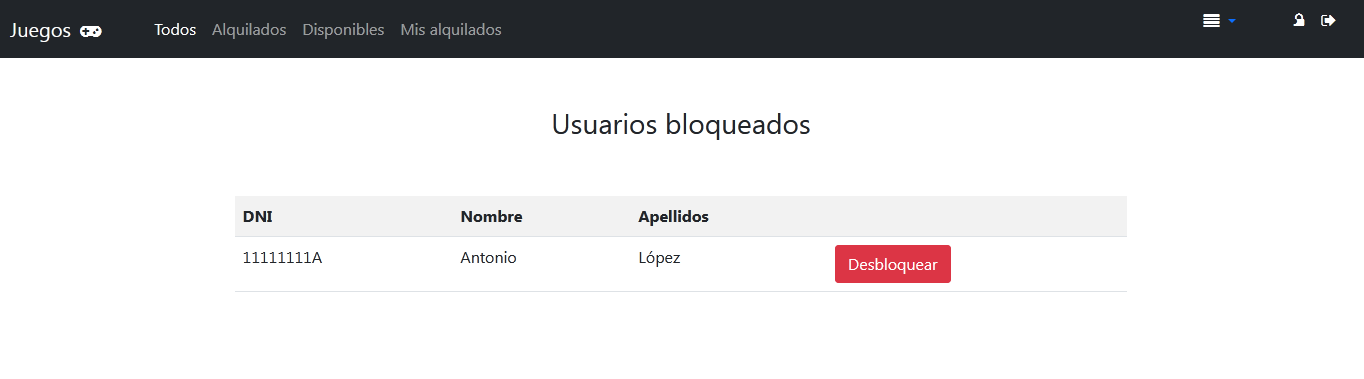 Juegos Todos Alquilados Disponibles Mis alquilados
Usuarios bloqueados
DNI Nombre Apellidos
11111111A Antonio López Desbloquear